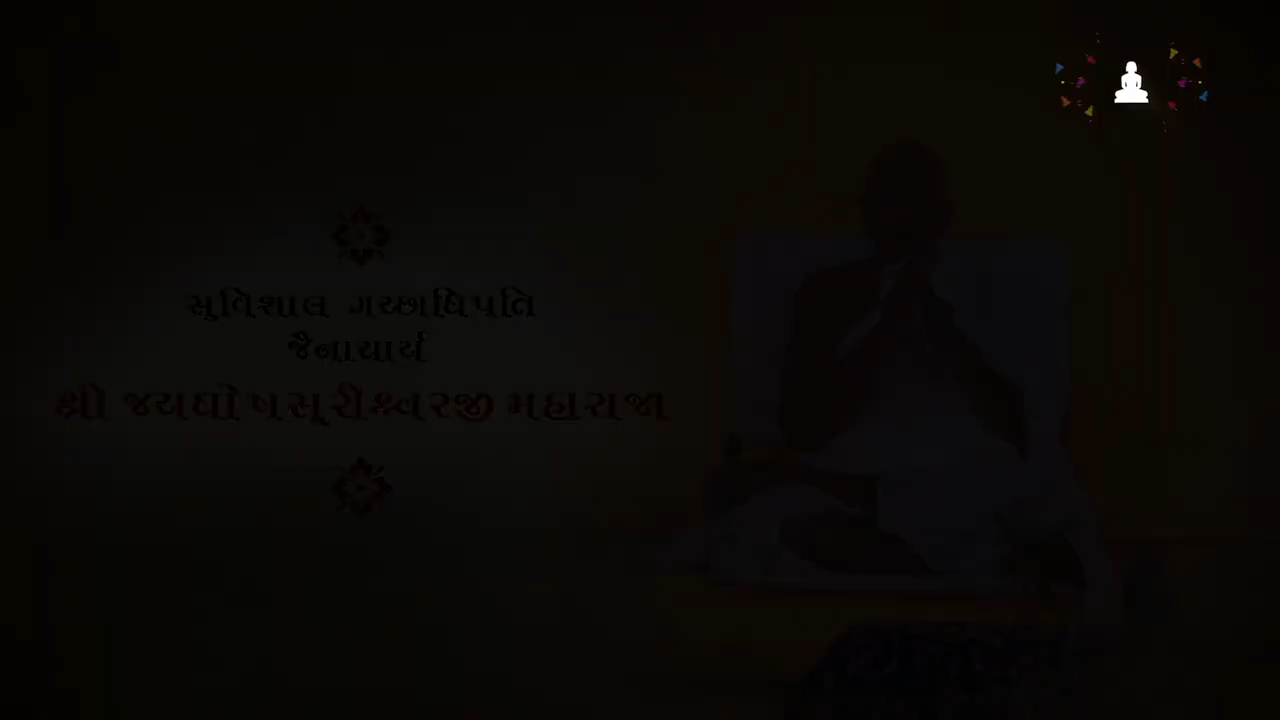 સુવિશાલ ગચ્છાધિપતિ
જૈનાચાર્ય
શ્રી જયઘોષસૂરીશ્વરજી મહારાજા